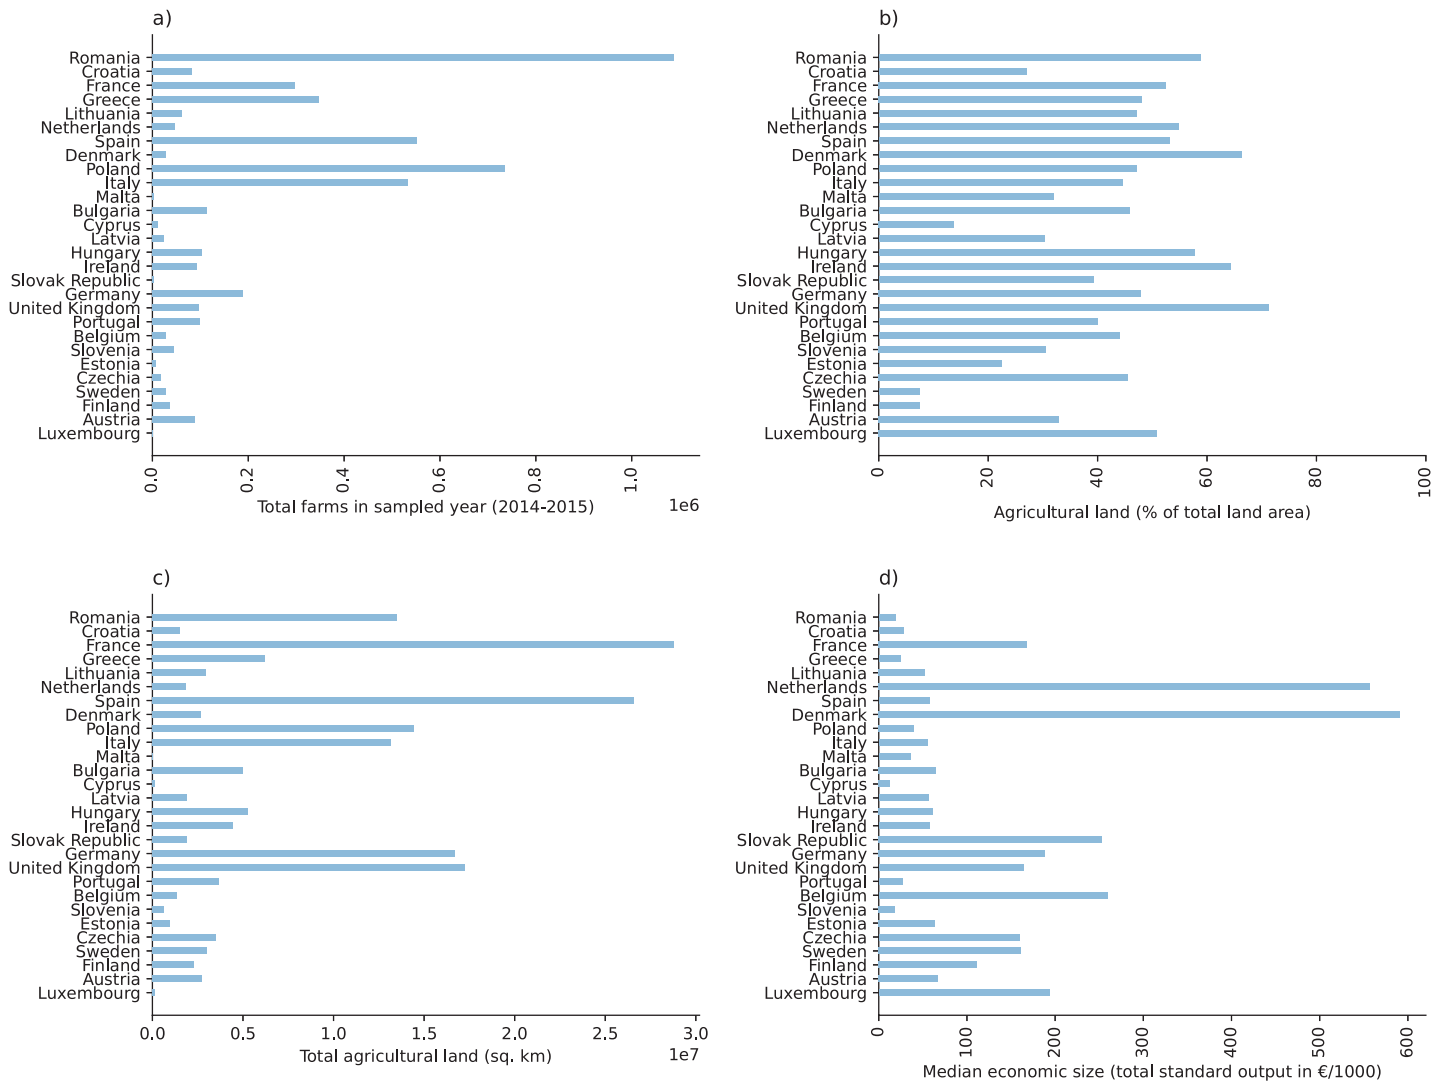 a)
Romania
Croatia
France
Greece
Lithuania
Netherlands
Spain
Denmark
Poland
Italy
Malta
Bulgaria
Cyprus
Latvia
Hungary
Ireland
Slovak Republic
Germany
United Kingdom
Portugal
Belgium
Slovenia
Estonia
Czechia
Sweden
Finland
Austria
Luxembourg
0.0 0.2 0.4 0.6 0.8 1.0
1e6
Total farms in sampled year (2014-2015)
b)
Romania
Croatia
France
Greece
Lithuania
Netherlands
Spain
Denmark
Poland
Italy
Malta
Bulgaria
Cyprus
Latvia
Hungary
Ireland
Slovak Republic
Germany
United Kingdom
Portugal
Belgium
Slovenia
Estonia
Czechia
Sweden
Finland
Austria
Luxembourg
0 20 40 60 80 100
Agricultural land (% of total land area)
c)
Romania
Croatia
France
Greece
Lithuania
Netherlands
Spain
Denmark
Poland
Italy
Malta
Bulgaria
Cyprus
Latvia
Hungary
Ireland
Slovak Republic
Germany
United Kingdom
Portugal
Belgium
Slovenia
Estonia
Czechia
Sweden
Finland
Austria
Luxembourg
0.0 0.5 1.0 1.5 2.0 2.5 3.0
1e7
Total agricultural land (sq. km)
d)
Romania
Croatia
France
Greece
Lithuania
Netherlands
Spain
Denmark
Poland
Italy
Malta
Bulgaria
Cyprus
Latvia
Hungary
Ireland
Slovak Republic
Germany
United Kingdom
Portugal
Belgium
Slovenia
Estonia
Czechia
Sweden
Finland
Austria
Luxembourg
0 100 200 300 400 500 600
Median economic size (total standard output in €/1000)